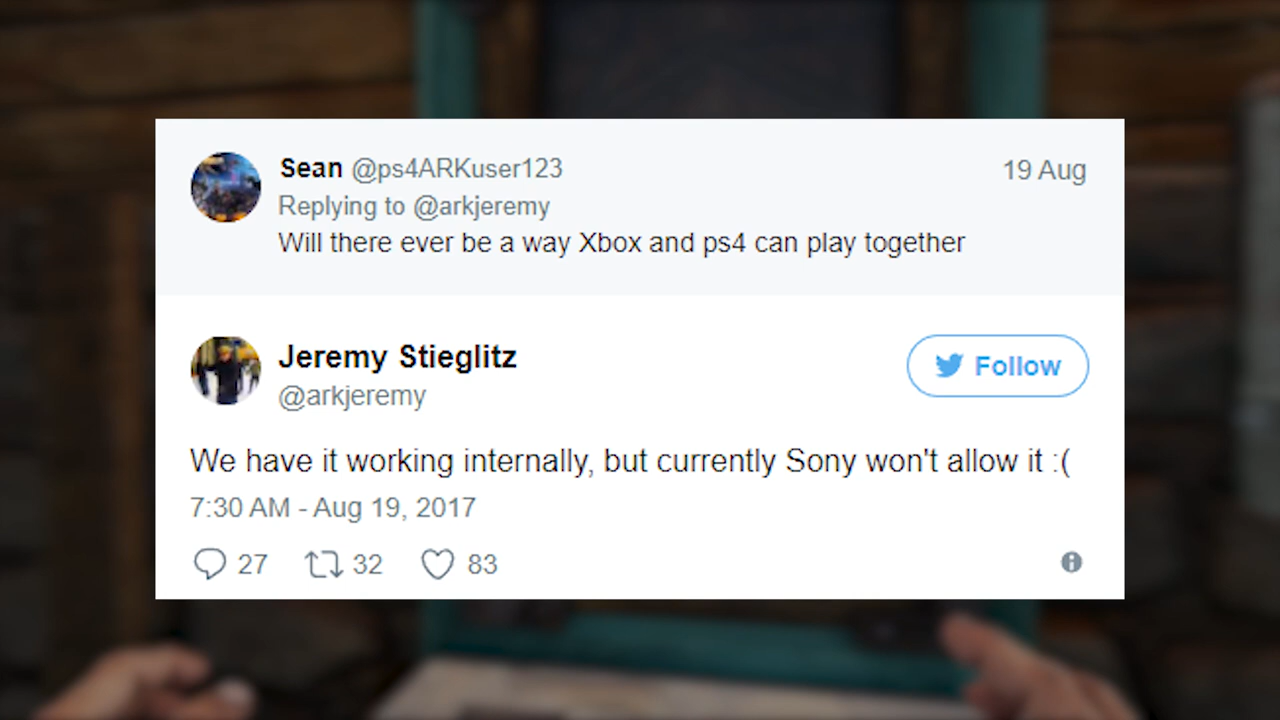 Sean @ps4ARKuser123 19 Aug
Replying to @arkjeremy
Will there ever be a way Xbox and ps4 can play together
Jeremy Stieglitz
@arkjeremy
Follow
We have it working internally, but currently Sony won't allow it :(
7:30 AM - Aug 19, 2017
27 32 83